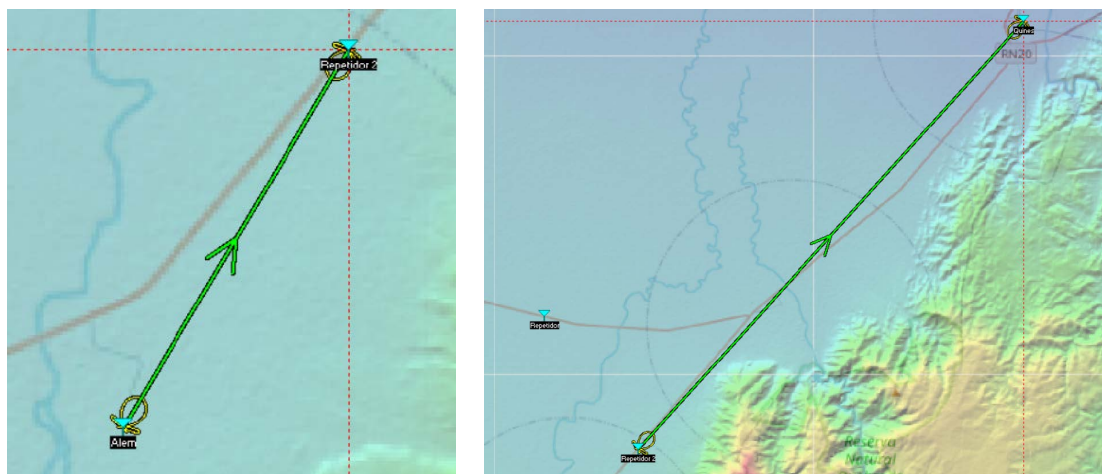 Repetidor 2
Alem
Quines
RN20
Repetidor
Repetidor 2
Reserva
Natural